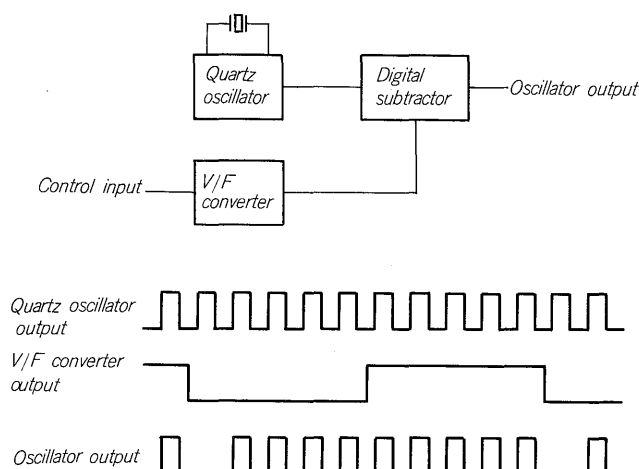 Quartz
oscillator
Digital
subtractor
Oscillator output
Control input
V/F
converter
Quartz oscillator
output
V/F converter
output
Oscillator output